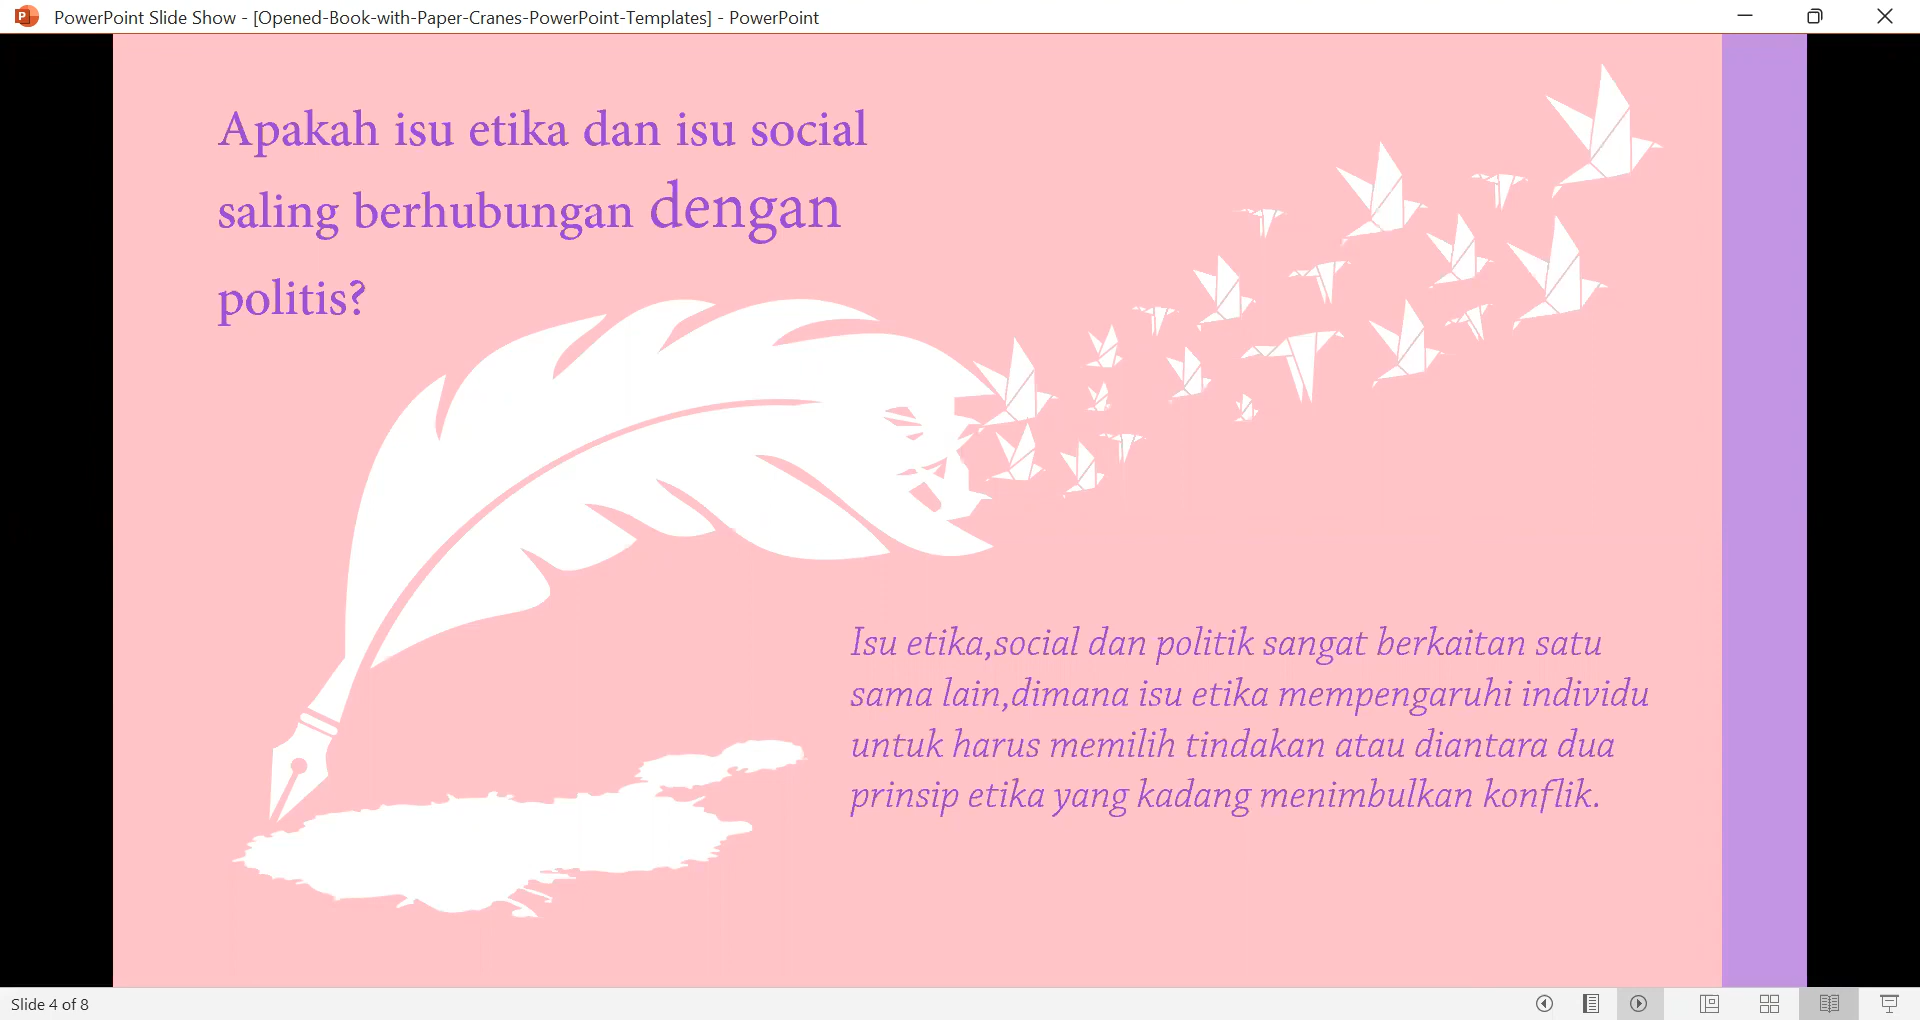 PowerPoint Slide Show - [Opened-Book-with-Paper-Cranes-PowerPoint-Templates] - PowerPoint
Apakah isu etika dan isu social
saling berhubungan dengan
politis?
Isu etika,social dan politik sangat berkaitan satu
sama lain,dimana isu etika mempengaruhi individu
untuk harus memilih tindakan atau diantara dua
prinsip etika yang kadang menimbulkan konflik.
Slide 4 of 8